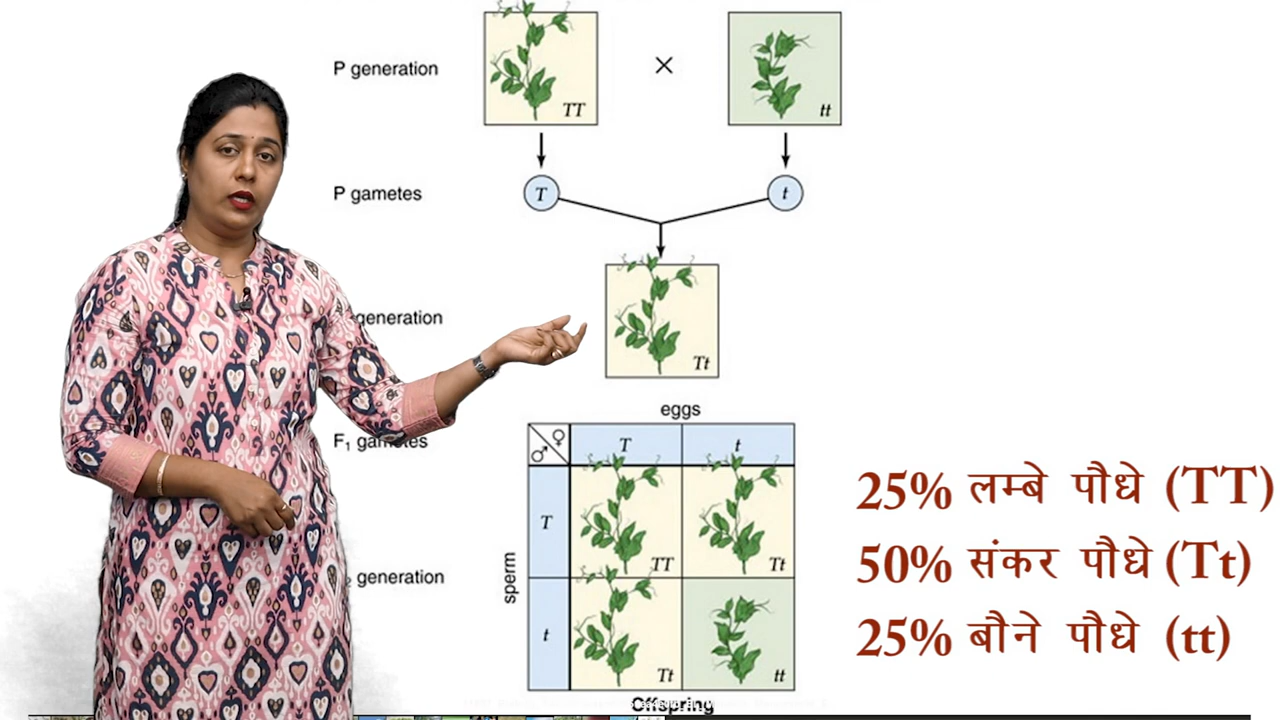 P generation
TT
×
tt
P gametes
T
t
generation
Tt
eggs
F₁ gametes
♂ ♀
T
t
sperm
T
TT
Tt
generation
t
Tt
tt
Offspring
25% लम्बे पौधे (TT)
50% संकर पौधे (Tt)
25% बौने पौधे (tt)